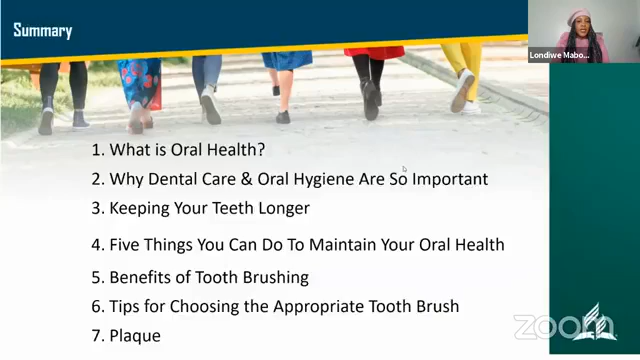 Summary
Londiwe Mabo...
1. What is Oral Health?
2. Why Dental Care & Oral Hygiene Are So Important
3. Keeping Your Teeth Longer
4. Five Things You Can Do To Maintain Your Oral Health
5. Benefits of Tooth Brushing
6. Tips for Choosing the Appropriate Tooth Brush
7. Plaque
zoom